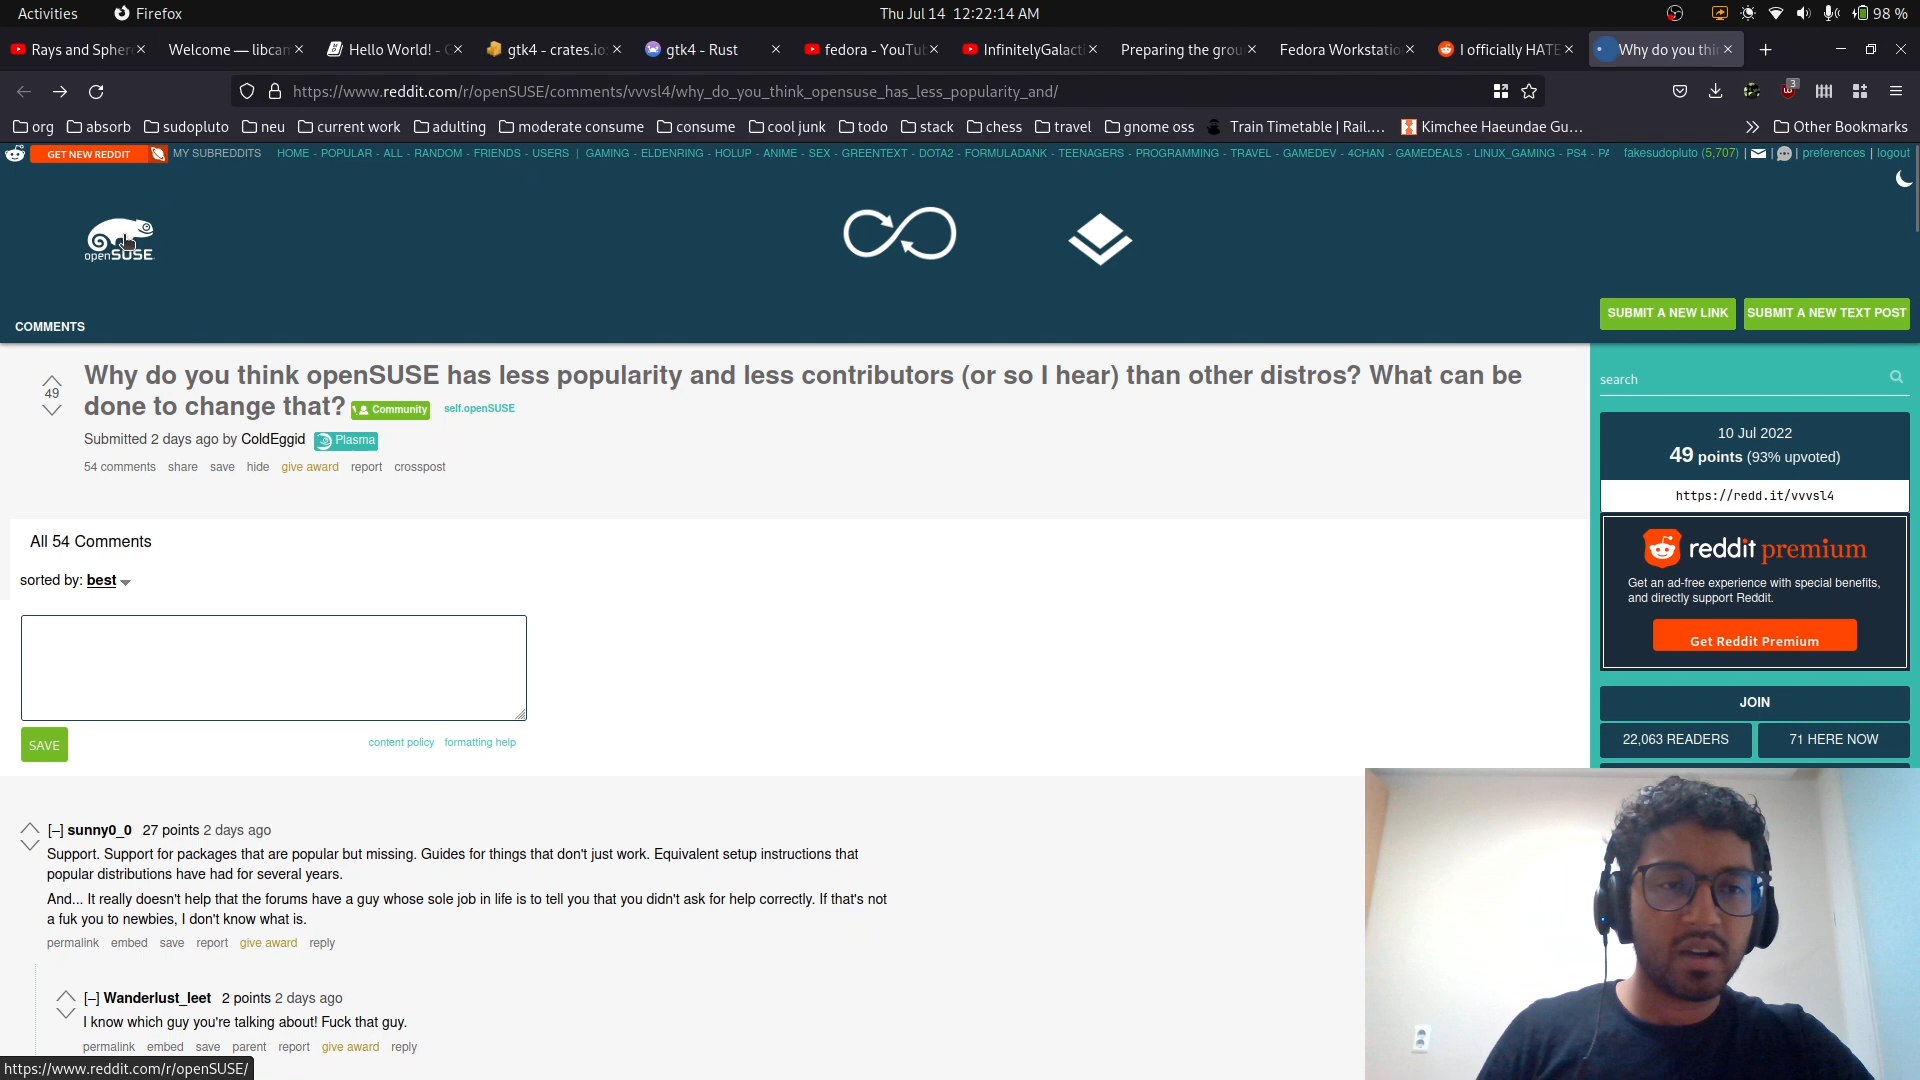 Activities Firefox Thu Jul 14 12:22:14 AM 98 %
Rays and Spher Welcome — libcam Hello World! - gtk4 - crates.io gtk4 - Rust fedora - YouTu InfinitelyGalacti Preparing the grou Fedora Workstatio I officially HATE Why do you thi
https://www.reddit.com/r/openSUSE/comments/vvvsl4/why_do_you_think_opensuse_has_less_popularity_and/ 3
org absorb sudopluto neu current work adulting moderate consume consume cool junk todo stack chess travel gnome oss Train Timetable | Rail.... Kimchee Haeundae Gu... Other Bookmarks
GET NEW REDDIT MY SUBREDDITS HOME - POPULAR - ALL - RANDOM - FRIENDS - USERS | GAMING - ELDENRING - HOLUP - ANIME - SEX - GREENTEXT - DOTA2 - FORMULADANK - TEENAGERS - PROGRAMMING - TRAVEL - GAMEDEV - 4CHAN - GAMEDEALS - LINUX_GAMING - PS4 - PA fakesudopluto (5,707) | | | preferences | logout
openSUSE
COMMENTS
SUBMIT A NEW LINK SUBMIT A NEW TEXT POST
49
Why do you think openSUSE has less popularity and less contributors (or so I hear) than other distros? What can be
done to change that? Community self.openSUSE
Submitted 2 days ago by ColdEggid Plasma
54 comments share save hide give award report crosspost
All 54 Comments
sorted by: best
SAVE content policy formatting help
[–] sunny0_0 27 points 2 days ago
Support. Support for packages that are popular but missing. Guides for things that don't just work. Equivalent setup instructions that
popular distributions have had for several years.
And... It really doesn't help that the forums have a guy whose sole job in life is to tell you that you didn't ask for help correctly. If that's not
a fuk you to newbies, I don't know what is.
permalink embed save report give award reply
[–] Wanderlust_leet 2 points 2 days ago
I know which guy you're talking about! Fuck that guy.
permalink embed save parent report give award reply
https://www.reddit.com/r/openSUSE/
search
10 Jul 2022
49 points (93% upvoted)
https://redd.it/vvvsl4
reddit premium
Get an ad-free experience with special benefits,
and directly support Reddit.
Get Reddit Premium
JOIN
22,063 READERS 71 HERE NOW